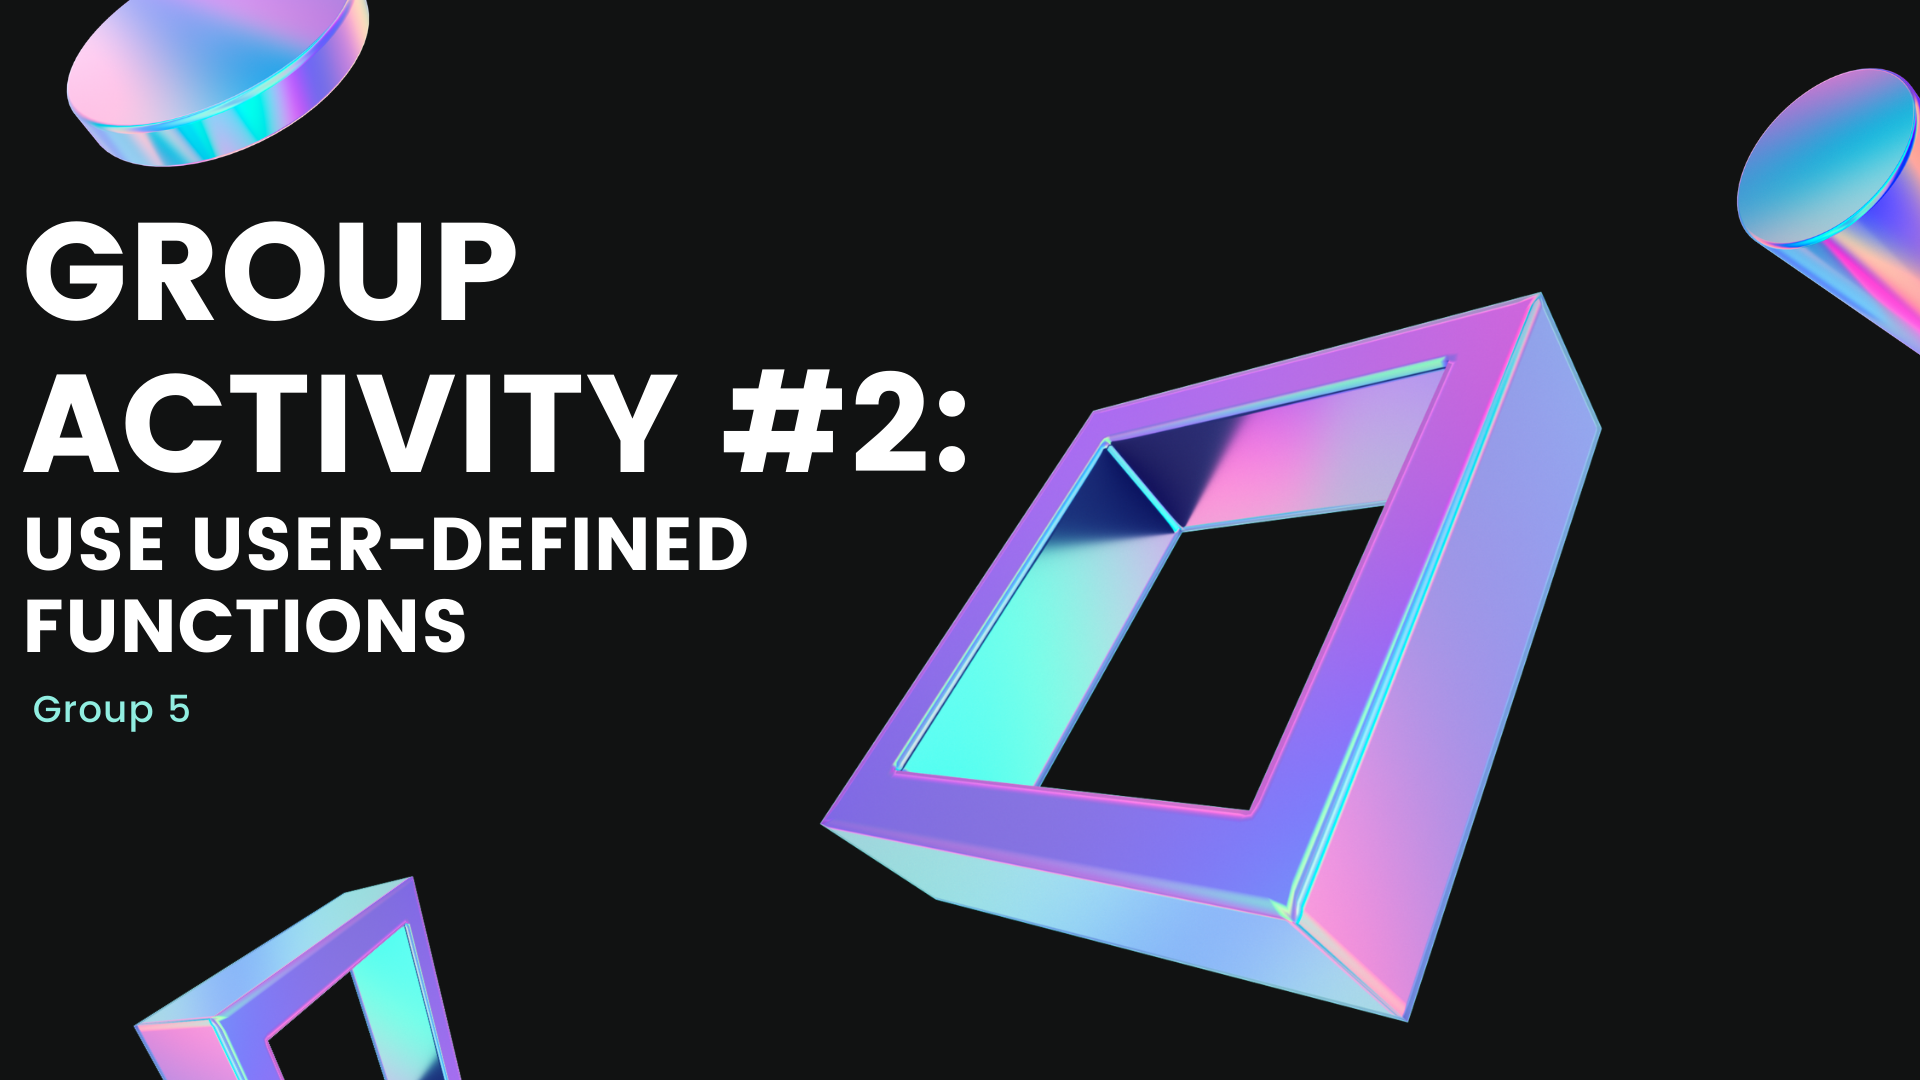 GROUP
ACTIVITY #2:
USE USER-DEFINED
FUNCTIONS
Group 5